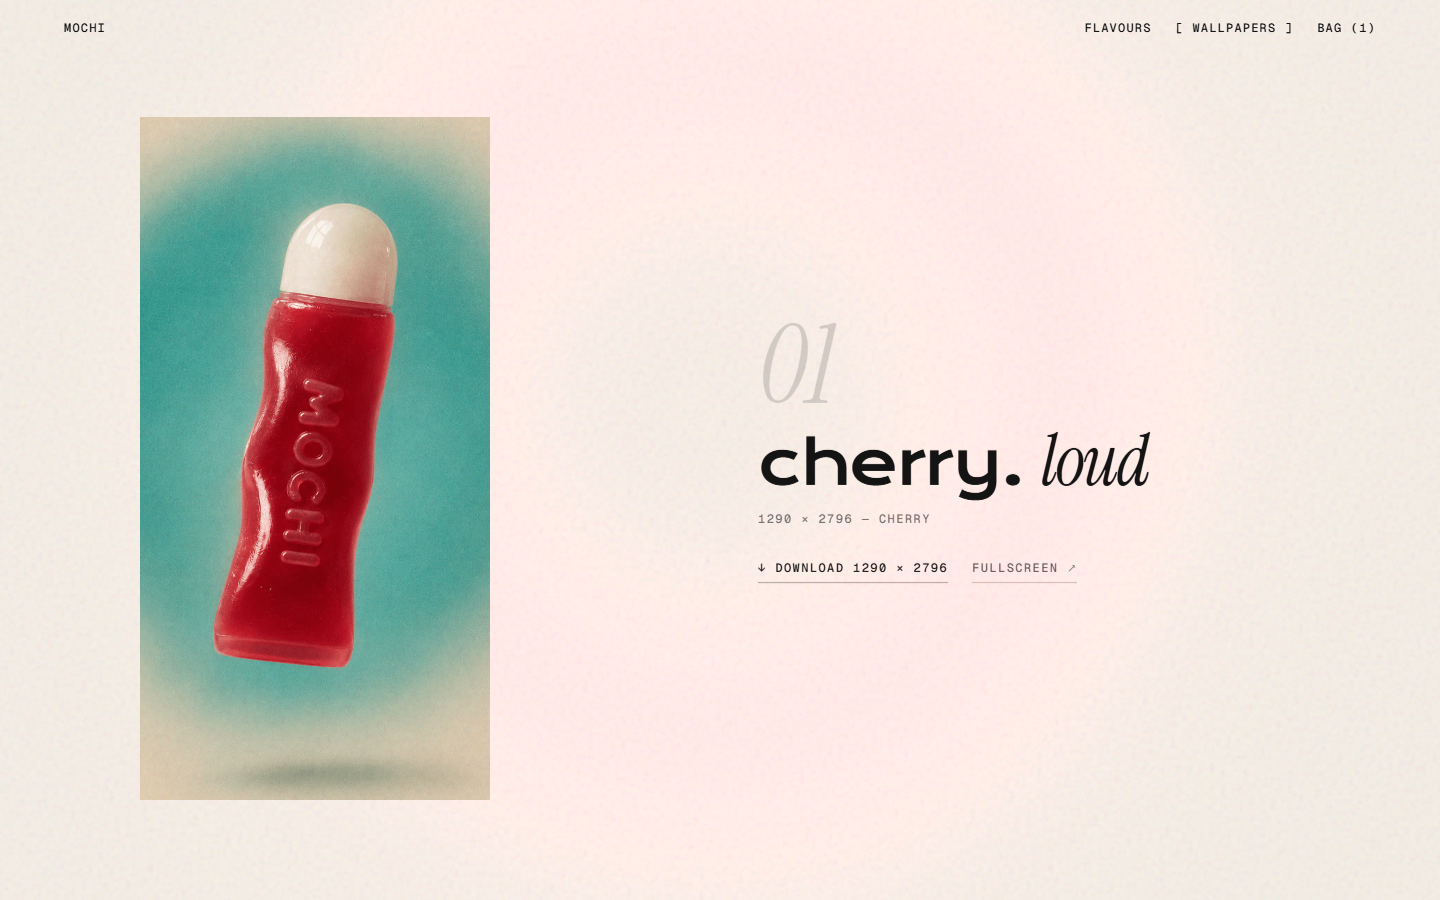 MOCHI
FLAVOURS [ WALLPAPERS ] BAG (1)
MOCHI
01
cherry. loud
1290 × 2796 — CHERRY
↓ DOWNLOAD 1290 × 2796 FULLSCREEN ↗